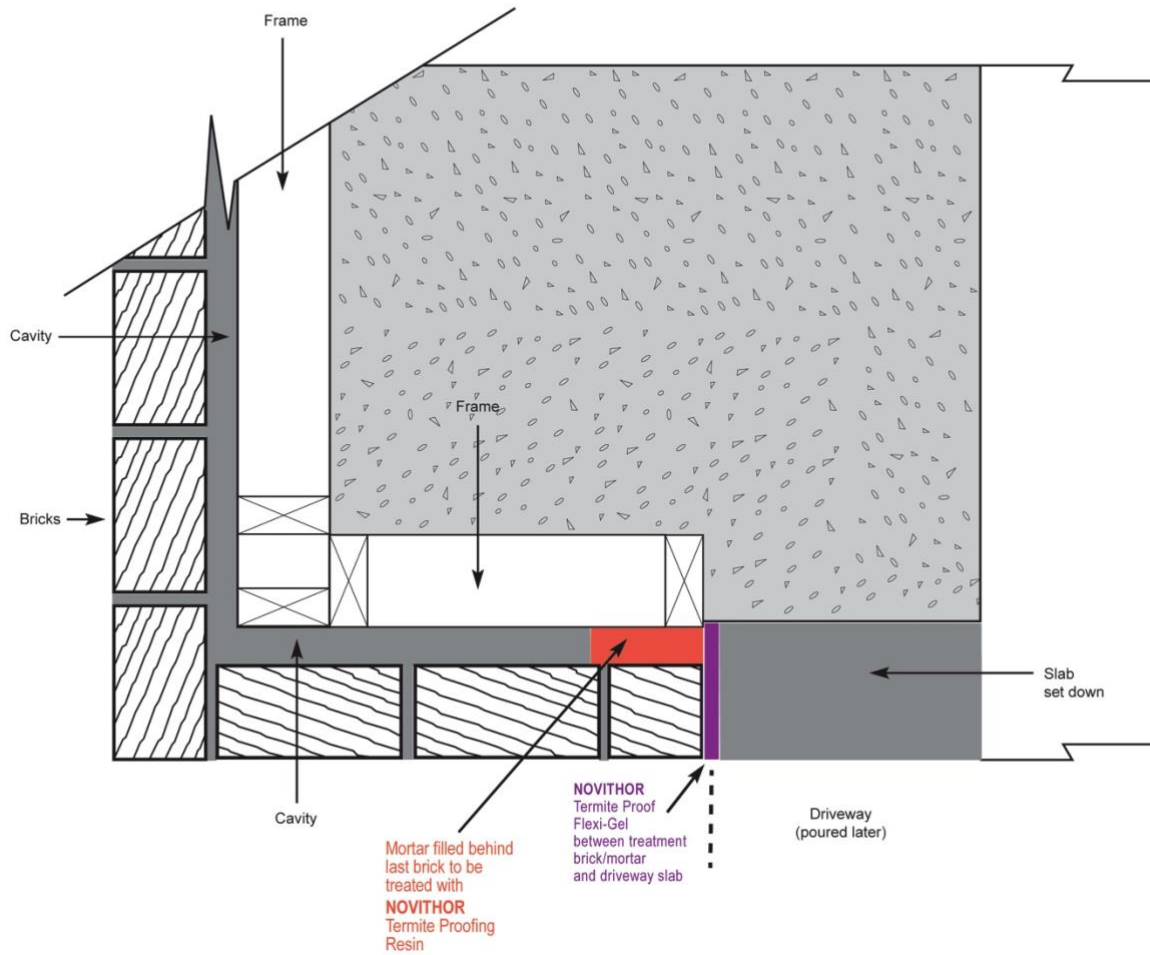 Frame
Cavity
Frame
Bricks
Slab
set down
Cavity
NOVITHOR
Termite Proof
Flexi-Gel
between treatment
brick/mortar
and driveway slab
Driveway
(poured later)
Mortar filled behind
last brick to be
treated with
NOVITHOR
Termite Proofing
Resin